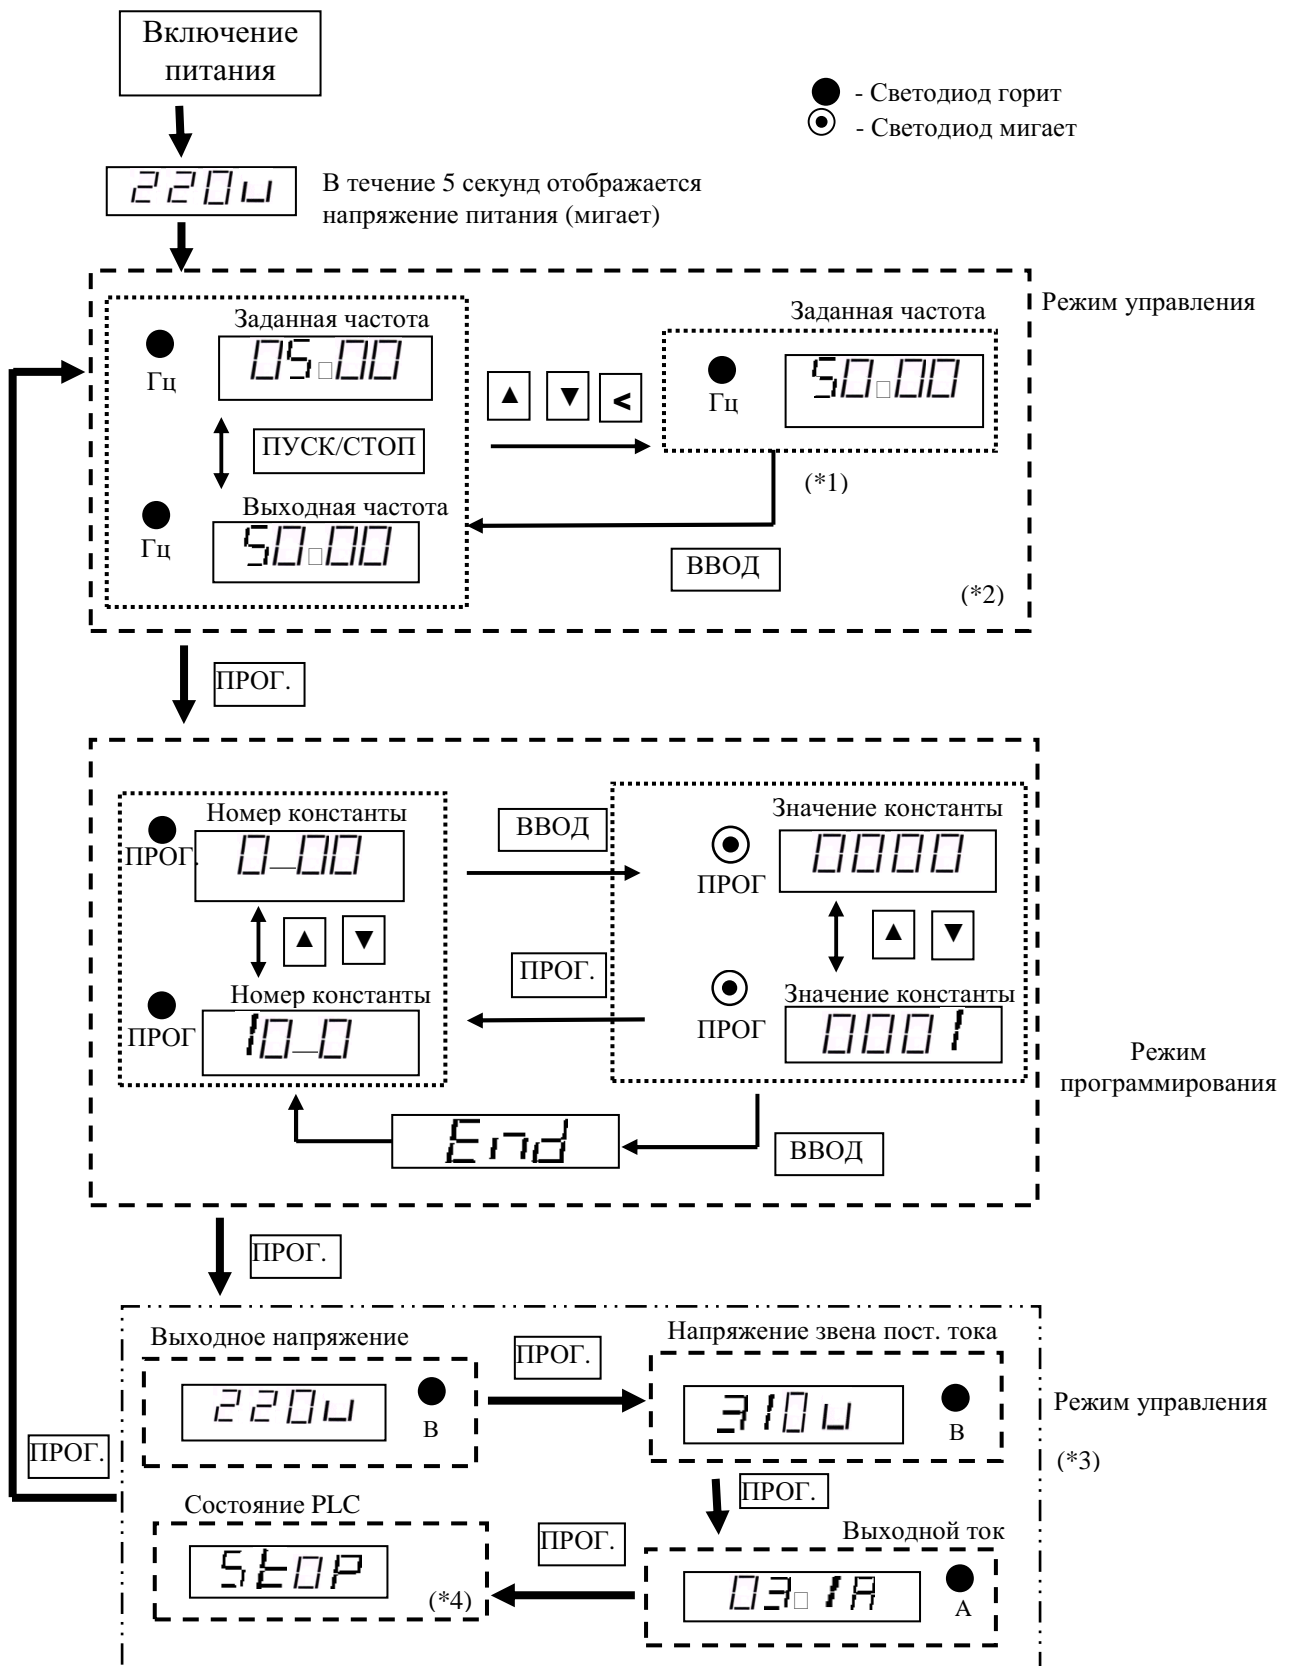 Включение
питания
- Светодиод горит
- Светодиод мигает
220u
В течение 5 секунд отображается
напряжение питания (мигает)
Режим управления
Заданная частота
05.00
Гц
ПУСК/СТОП
Выходная частота
50.00
Гц
▲ ▼ <
Заданная частота
50.00
Гц
(*1)
ВВОД
(*2)
ПРОГ.
Номер константы
0—00
ПРОГ.
▲ ▼
Номер константы
10—0
ПРОГ
ВВОД
ПРОГ.
Значение константы
0000
ПРОГ
▲ ▼
Значение константы
0001
ПРОГ
End
ВВОД
Режим
программирования
ПРОГ.
Выходное напряжение
220u
В
ПРОГ.
Напряжение звена пост. тока
310u
В
Режим управления
(*3)
ПРОГ.
ПРОГ.
Выходной ток
03.1A
А
ПРОГ.
Состояние PLC
StOP
(*4)